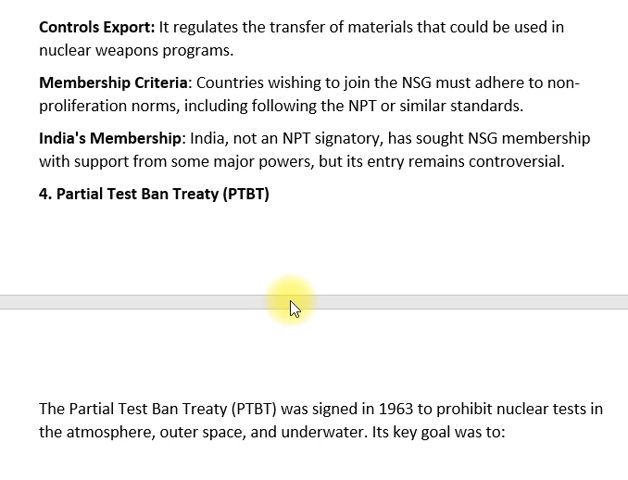 Controls Export: It regulates the transfer of materials that could be used in
nuclear weapons programs.
Membership Criteria: Countries wishing to join the NSG must adhere to non-
proliferation norms, including following the NPT or similar standards.
India's Membership: India, not an NPT signatory, has sought NSG membership
with support from some major powers, but its entry remains controversial.
4. Partial Test Ban Treaty (PTBT)
The Partial Test Ban Treaty (PTBT) was signed in 1963 to prohibit nuclear tests in
the atmosphere, outer space, and underwater. Its key goal was to: